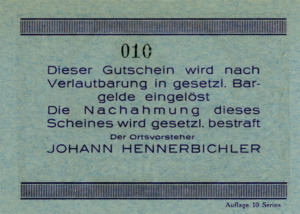 010
Dieser Gutschein wird nach
Verlautbarung in gesetzl. Bar-
gelde eingelöst
Die Nachahmung dieses
Scheines wird gesetzl. bestraft
Der Ortsvorsteher
JOHANN HENNERBICHLER
Auflage 10 Serien